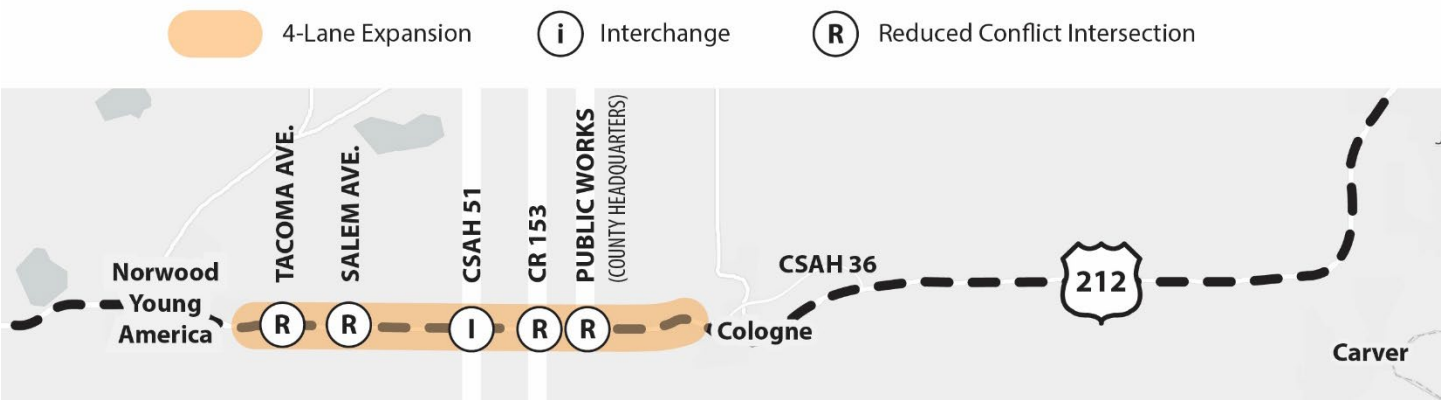 4-Lane Expansion
i Interchange
R Reduced Conflict Intersection
TACOMA AVE.
SALEM AVE.
CSAH 51
CR 153
PUBLIC WORKS
(COUNTY HEADQUARTERS)
Norwood
Young
America
R
R
I
R
R
Cologne
CSAH 36
212
Carver